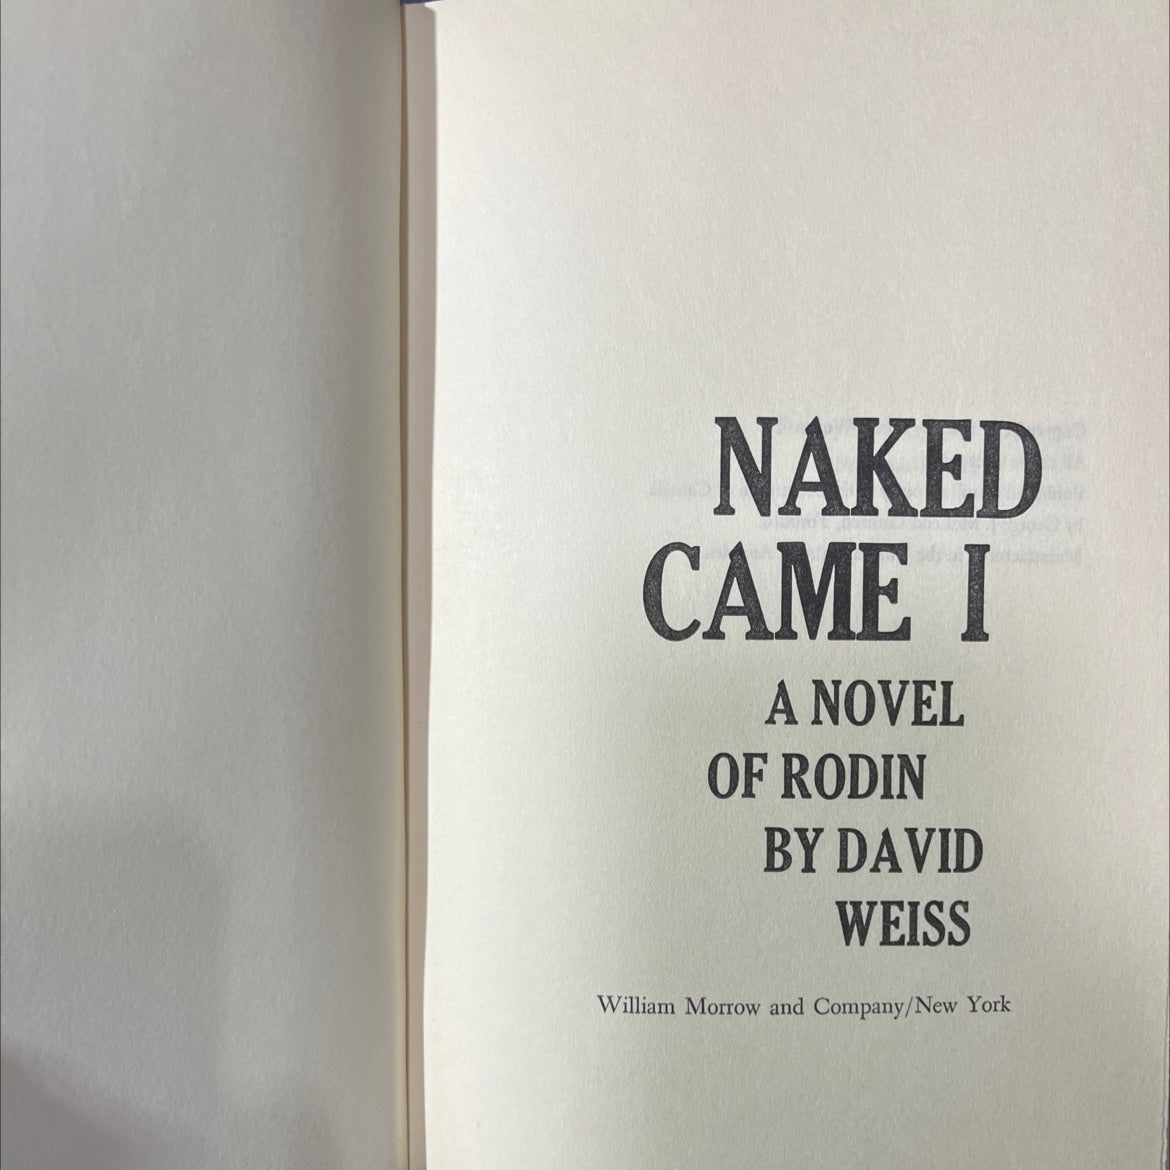 NAKED
CAME I
A NOVEL
OF RODIN
BY DAVID
WEISS
William Morrow and Company/New York